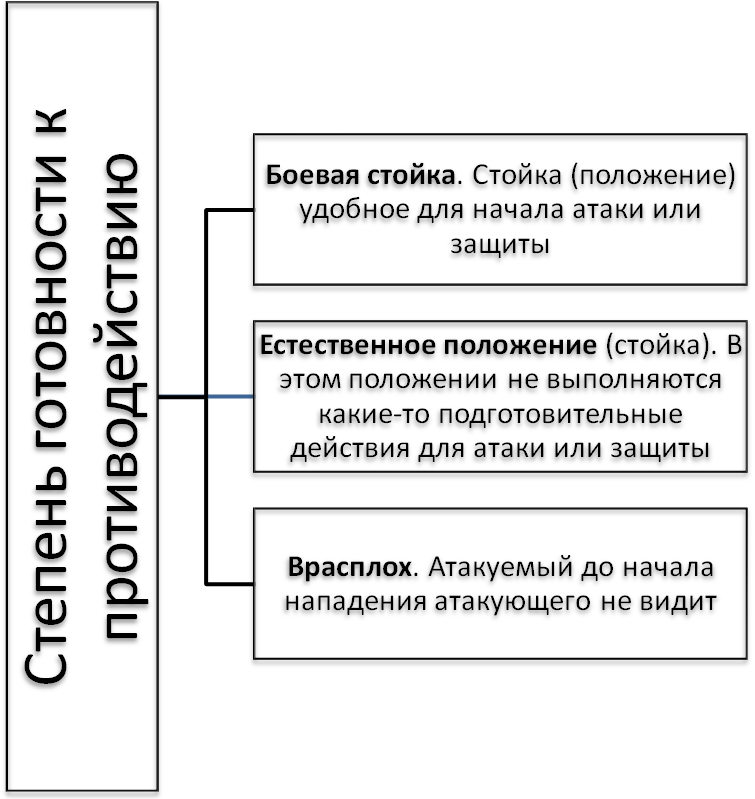 Степень готовности к
противодействию
Боевая стойка. Стойка (положение)
удобное для начала атаки или
защиты
Естественное положение (стойка). В
этом положении не выполняются
какие-то подготовительные
действия для атаки или защиты
Врасплох. Атакуемый до начала
нападения атакующего не видит